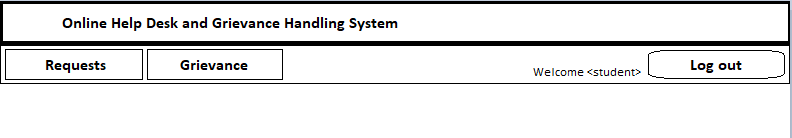 Online Help Desk and Grievance Handling System
Requests Grievance Welcome <student> Log out